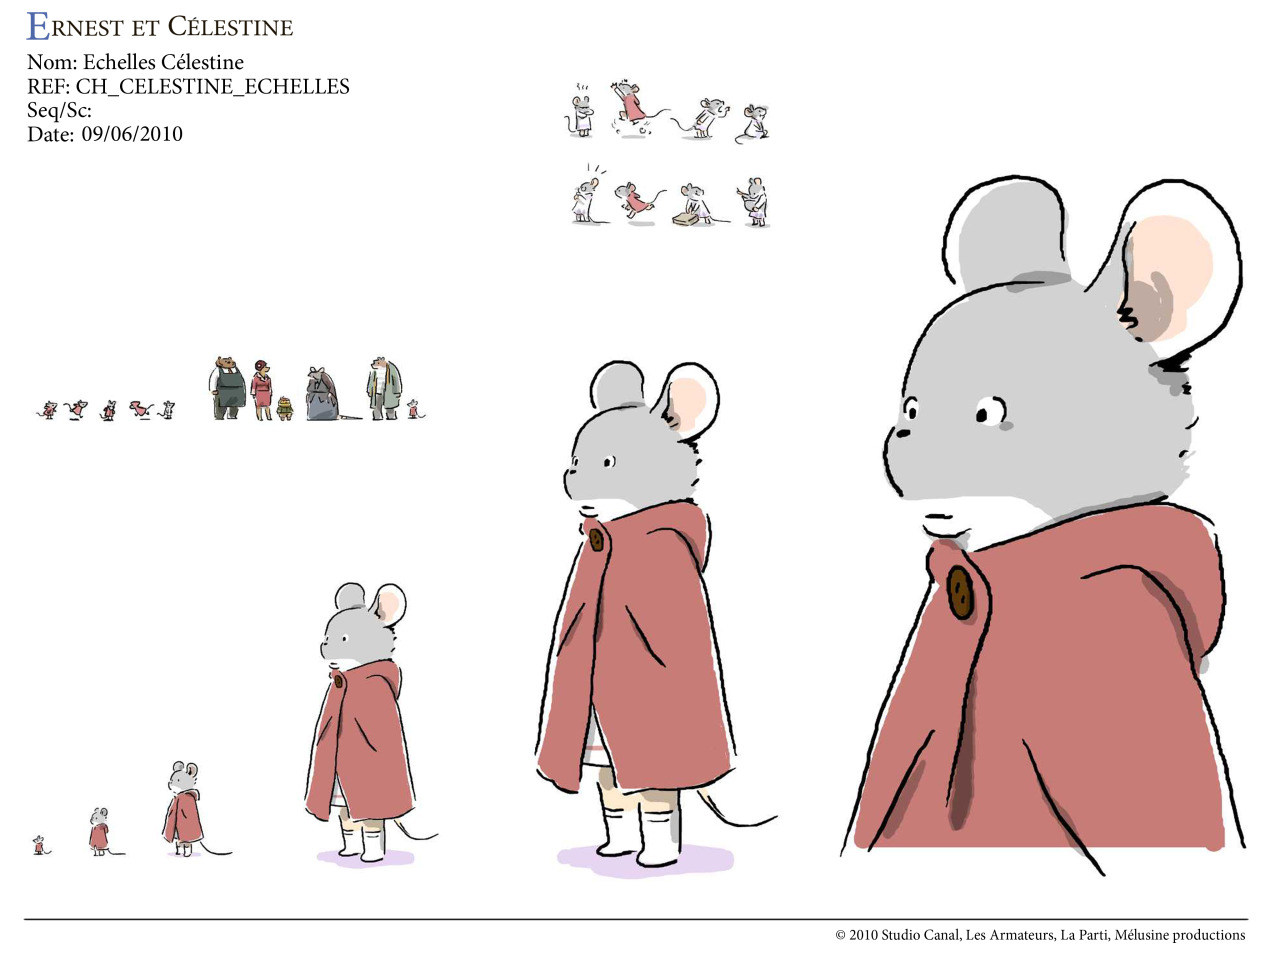 ERNEST ET CÉLESTINE
Nom: Echelles Célestine
REF: CH_CELESTINE_ECHELLES
Seq/Sc:
Date: 09/06/2010
© 2010 Studio Canal, Les Armateurs, La Parti, Mélusine productions